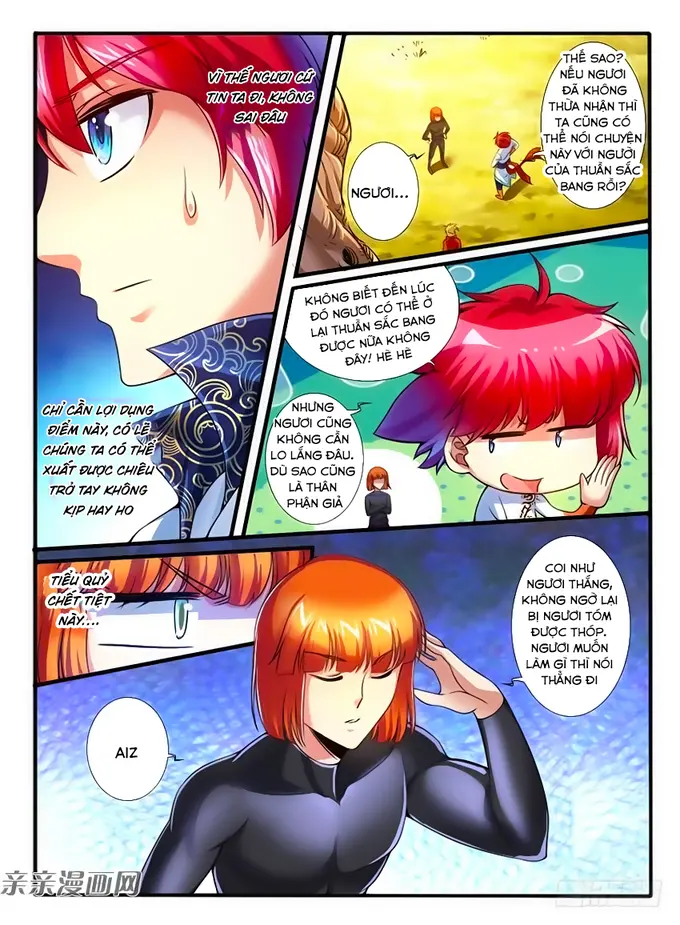 VÌ THẾ NGƯƠI CỨ
TIN TA ĐI, KHÔNG
SAI ĐÂU
THẾ SAO?
NẾU NGƯƠI
ĐÃ KHÔNG
THỪA NHẬN THÌ
TA CŨNG CÓ
THỂ NÓI CHUYỆN
NÀY VỚI NGƯỜI
CỦA THUẦN SẮC
BANG RỒI?
NGƯƠI...
KHÔNG BIẾT ĐẾN LÚC
ĐÓ NGƯƠI CÓ THỂ Ở
LẠI THUẦN SẮC BANG
ĐƯỢC NỮA KHÔNG
ĐÂY! HÈ HÈ
CHỈ CẦN LỢI DỤNG
ĐIỂM NÀY, CÓ LẼ
CHÚNG TA CÓ THỂ
XUẤT ĐƯỢC CHIÊU
TRỞ TAY KHÔNG
KỊP HAY HO
NHƯNG
NGƯƠI CŨNG
KHÔNG CẦN
LO LẮNG ĐÂU.
DÙ SAO CŨNG
LÀ THÂN
PHẬN GIẢ
TIỂU QUỶ
CHẾT TIỆT
NÀY....
COI NHƯ
NGƯƠI THẮNG,
KHÔNG NGỜ LẠI
BỊ NGƯƠI TÓM
ĐƯỢC THÓP.
NGƯƠI MUỐN
LÀM GÌ THÌ NÓI
THẲNG ĐI
AIZ
亲亲漫画网